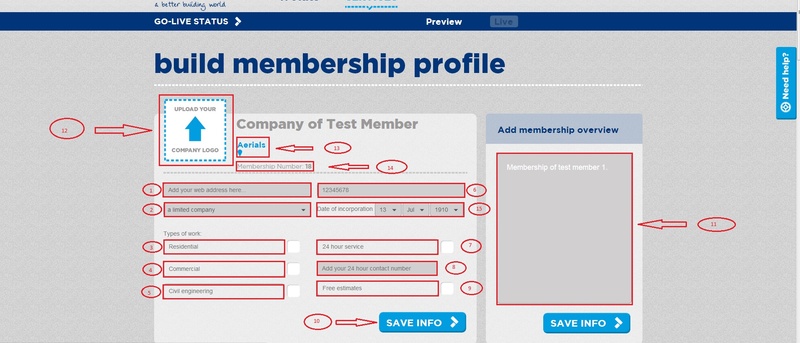 & a better building world
GO-LIVE STATUS
Preview
Live
Need help?
build membership profile
UPLOAD YOUR
COMPANY LOGO
12
Company of Test Member
Aerials
13
Membership Number: 18
14
Add membership overview
Membership of test member 1.
11
1
Add your web address here.
12345678
6
2
a limited company
Date of incorporation
13
Jul
1910
15
Types of work:
3
Residential
24 hour service
7
4
Commercial
Add your 24 hour contact number
8
5
Civil engineering
Free estimates
9
10
SAVE INFO
SAVE INFO